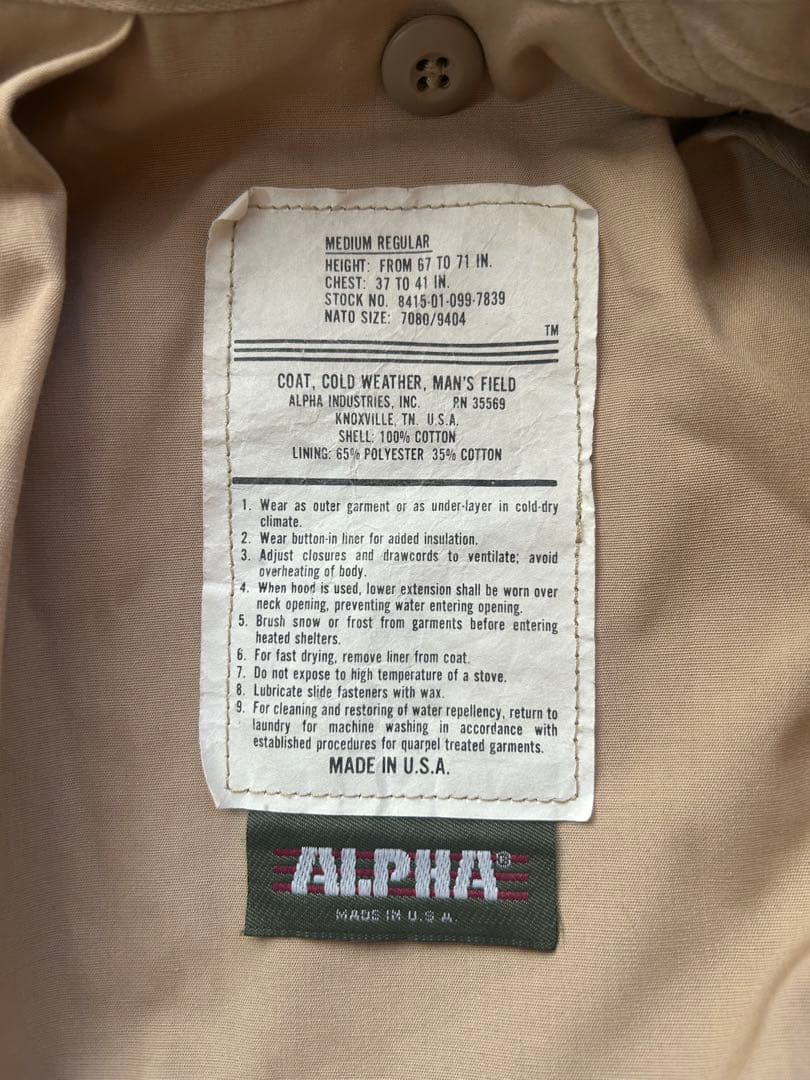 MEDIUM REGULAR
HEIGHT: FROM 67 TO 71 IN.
CHEST: 37 TO 41 IN.
STOCK NO. 8415-01-099-7839
NATO SIZE: 7080/9404
TM
COAT, COLD WEATHER, MAN'S FIELD
ALPHA INDUSTRIES, INC. RN 35569
KNOXVILLE, TN. U.S.A.
SHELL: 100% COTTON
LINING: 65% POLYESTER 35% COTTON
1. Wear as outer garment or as under-layer in cold-dry
climate.
2. Wear button-in liner for added insulation.
3. Adjust closures and drawcords to ventilate; avoid
overheating of body.
4. When hood is used, lower extension shall be worn over
neck opening, preventing water entering opening.
5. Brush snow or frost from garments before entering
heated shelters.
6. For fast drying, remove liner from coat.
7. Do not expose to high temperature of a stove.
8. Lubricate slide fasteners with wax.
9. For cleaning and restoring of water repellency, return to
laundry for machine washing in accordance with
established procedures for quarpel treated garments.
MADE IN U.S.A.
ALPHA®
MADE IN U.S.A.